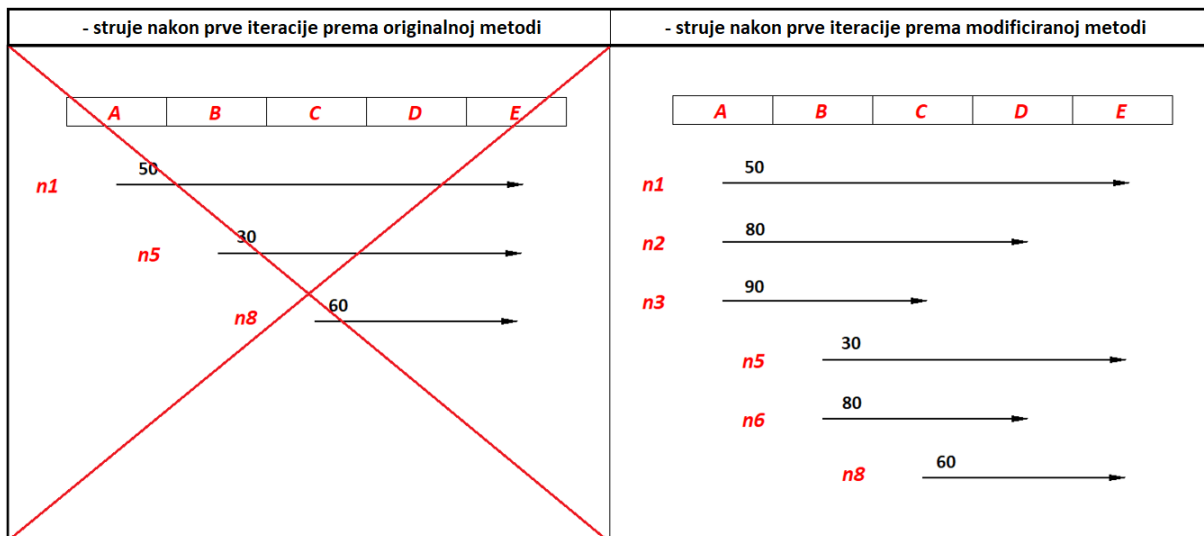 - struje nakon prve iteracije prema originalnoj metodi
A B C D E
50
n1
30
n5
60
n8
- struje nakon prve iteracije prema modificiranoj metodi
A B C D E
50
n1
80
n2
90
n3
30
n5
80
n6
60
n8